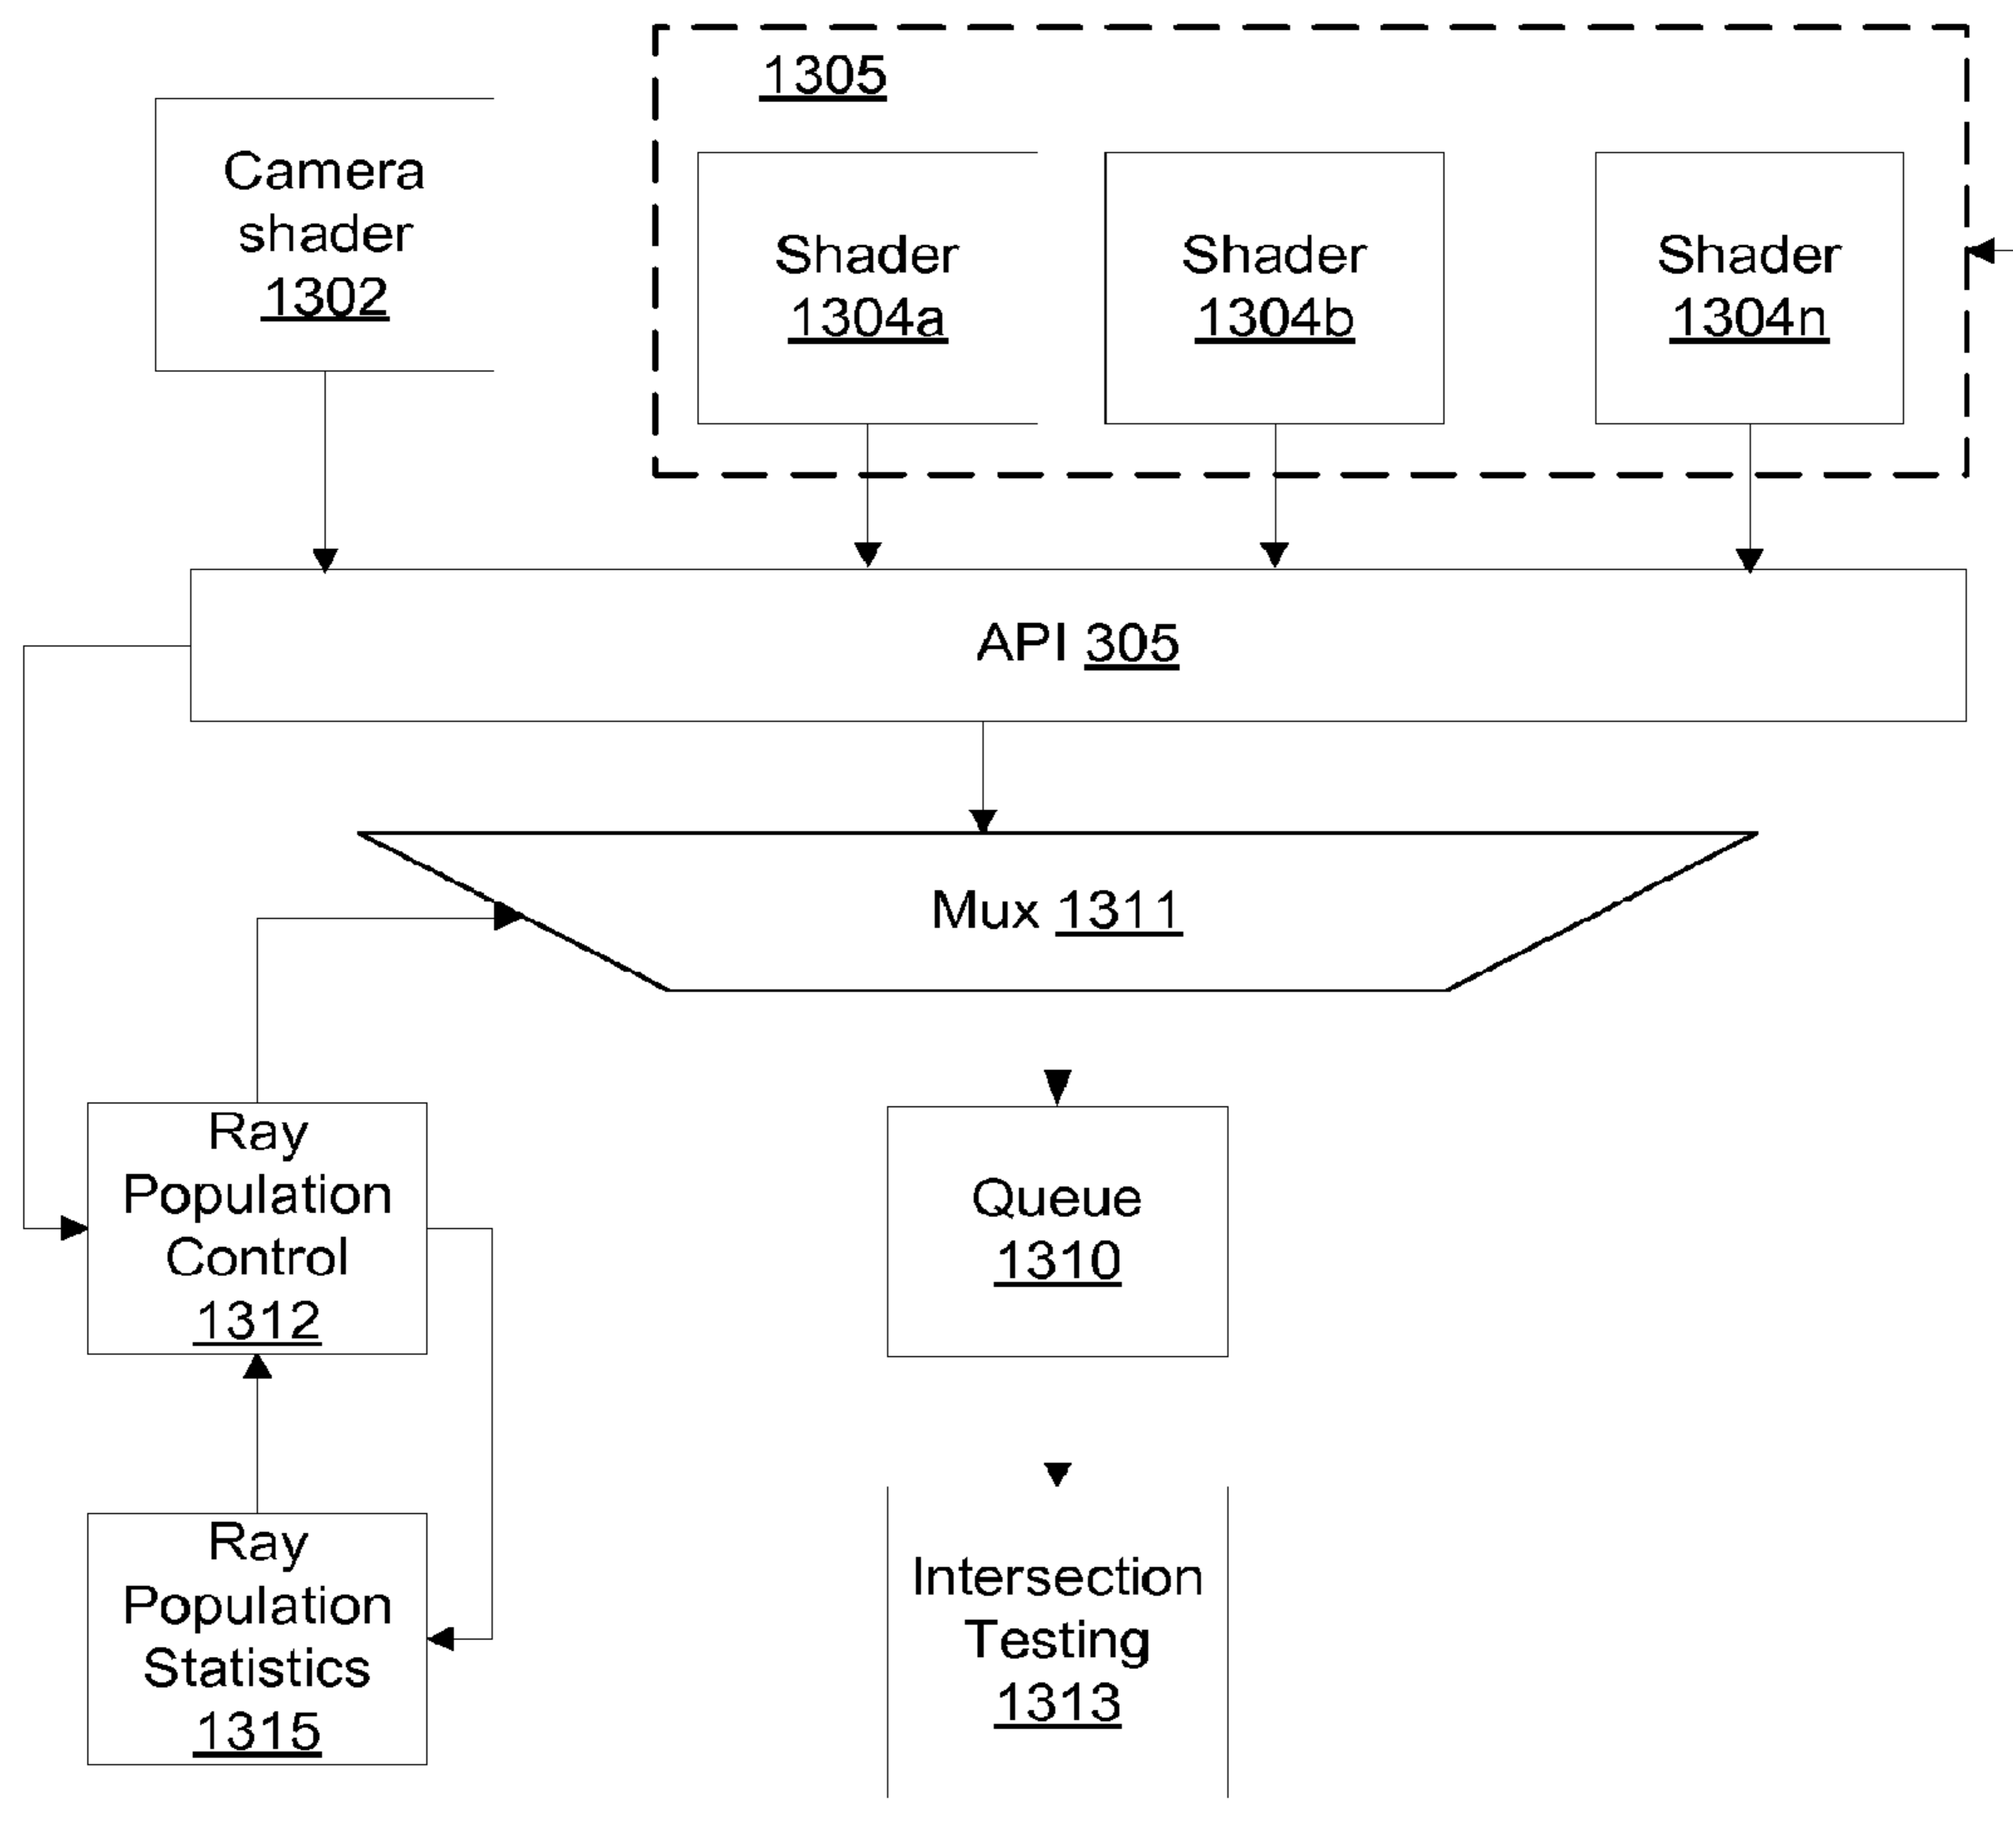 1305
Camera
shader
1302
Shader
1304a
Shader
1304b
Shader
1304n
API 305
Mux 1311
Ray
Population
Control
1312
Queue
1310
Ray
Population
Statistics
1315
Intersection
Testing
1313